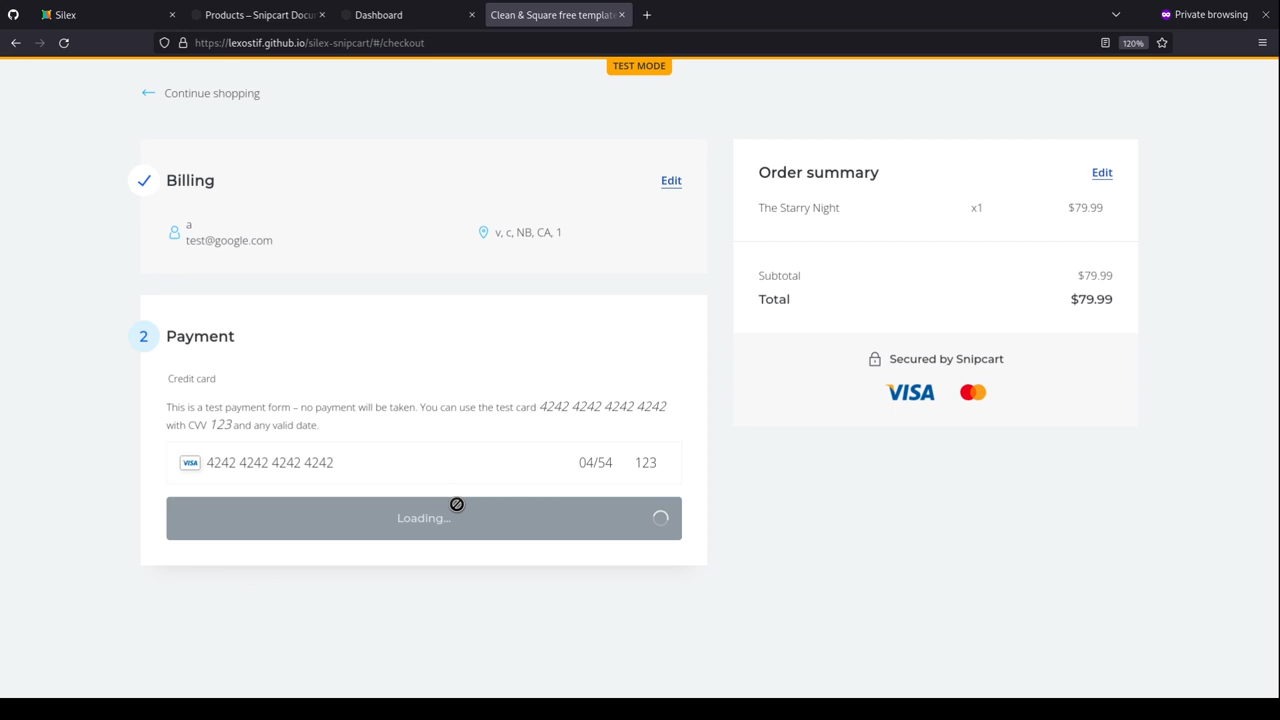 Silex
Products – Snipcart Docu
Dashboard
Clean & Square free template
Private browsing
https://lexostif.github.io/silex-snipcart/#/checkout
120%
TEST MODE
Continue shopping
Billing
Edit
a
test@google.com
v, c, NB, CA, 1
2
Payment
Credit card
This is a test payment form – no payment will be taken. You can use the test card 4242 4242 4242 4242
with CVV 123 and any valid date.
VISA
4242 4242 4242 4242
04/54
123
Loading...
Order summary
Edit
The Starry Night
x1
$79.99
Subtotal
$79.99
Total
$79.99
Secured by Snipcart
VISA